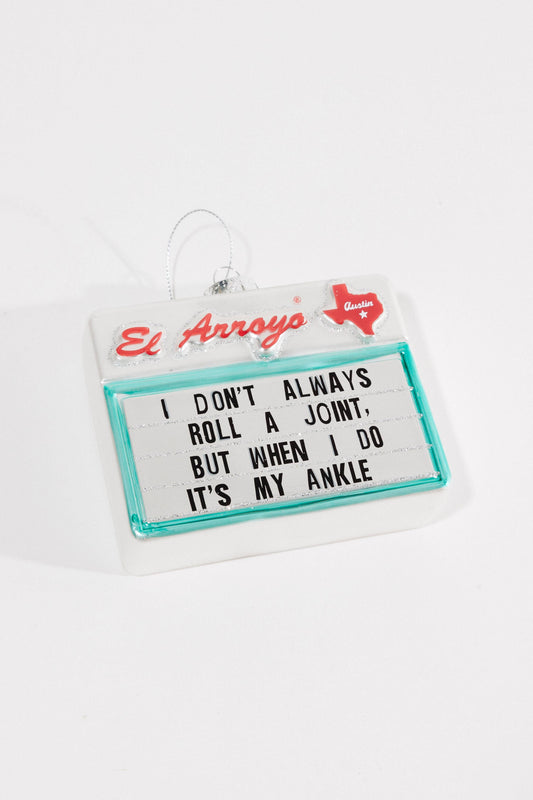 El Arroyo®
Austin
I DON'T ALWAYS
ROLL A JOINT,
BUT WHEN I DO
IT'S MY ANKLE